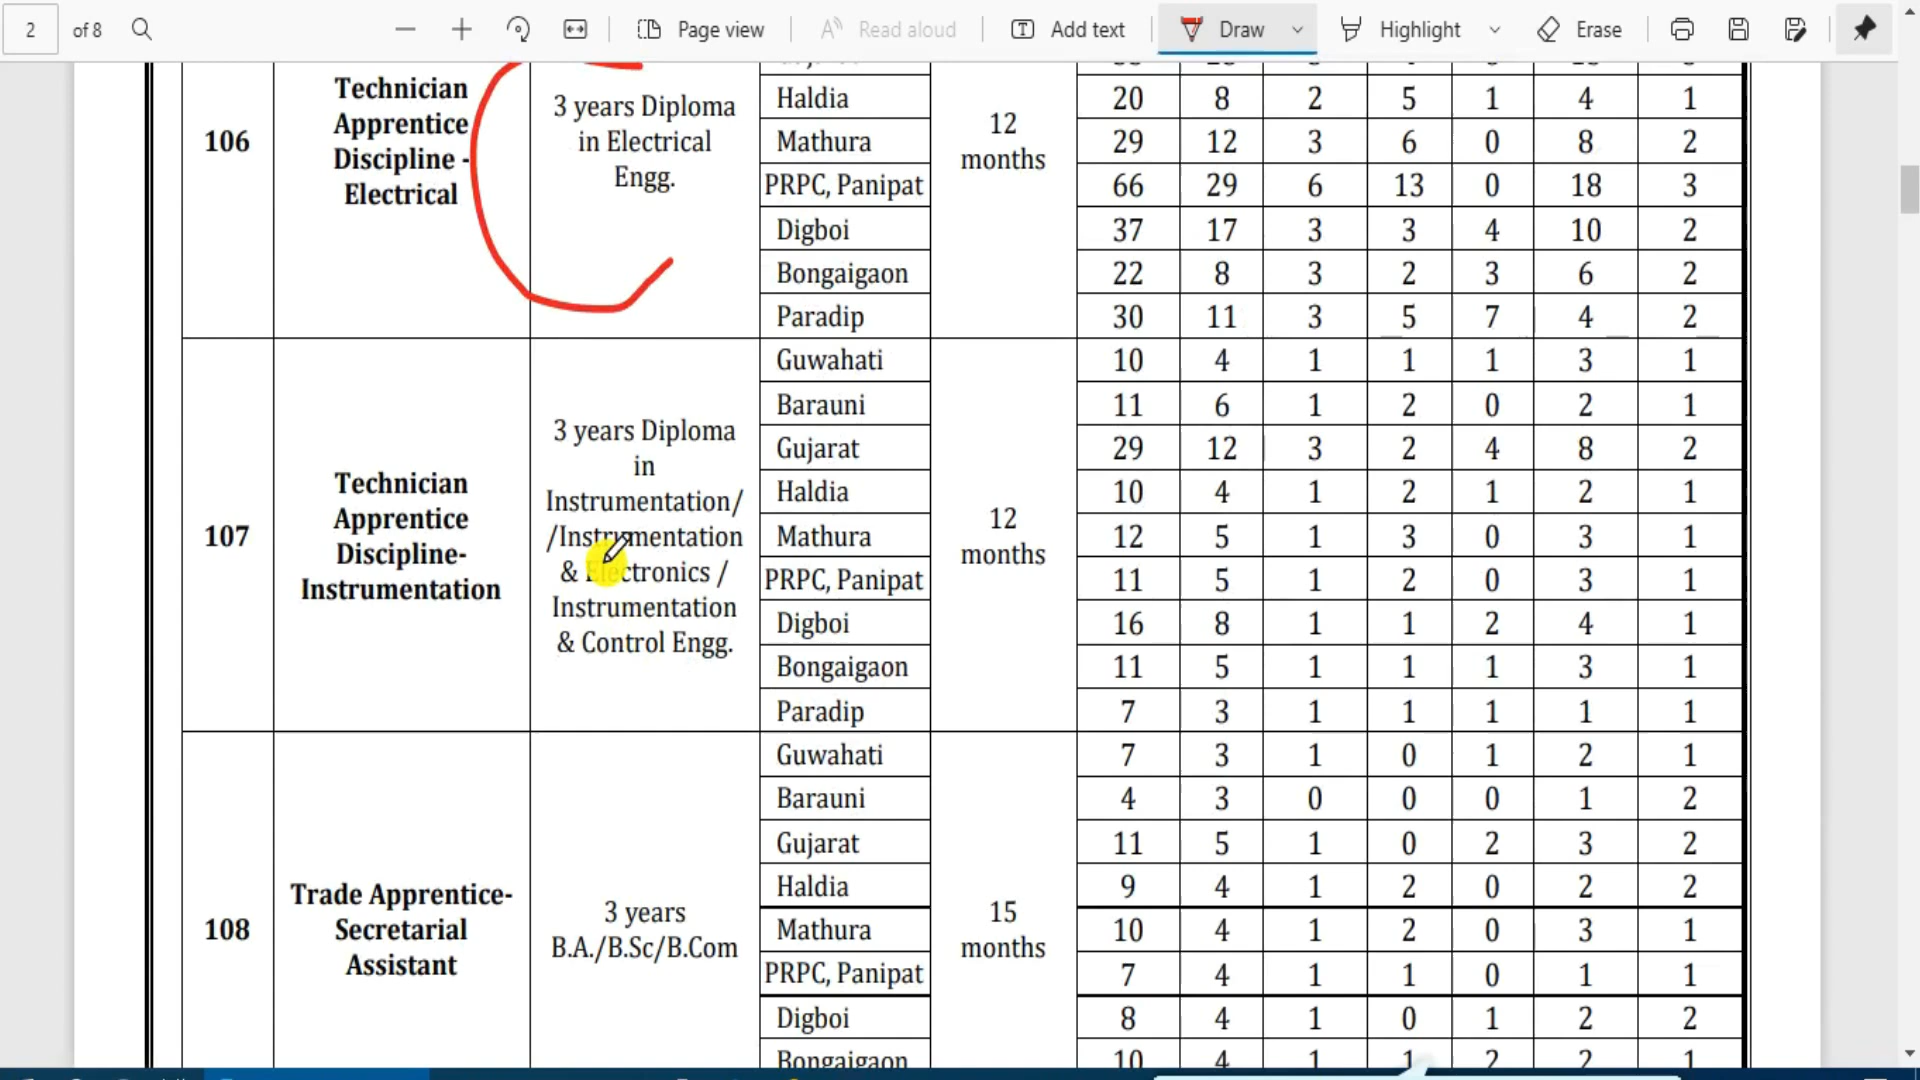 2 of 8 Page view Read aloud Add text Draw Highlight Erase
Technician Apprentice Discipline - Electrical
106
3 years Diploma in Electrical Engg.
12 months
Haldia 20 8 2 5 1 4 1
Mathura 29 12 3 6 0 8 2
PRPC, Panipat 66 29 6 13 0 18 3
Digboi 37 17 3 3 4 10 2
Bongaigaon 22 8 3 2 3 6 2
Paradip 30 11 3 5 7 4 2
107
Technician Apprentice Discipline- Instrumentation
3 years Diploma in Instrumentation/ /Instrumentation & Electronics / Instrumentation & Control Engg.
12 months
Guwahati 10 4 1 1 1 3 1
Barauni 11 6 1 2 0 2 1
Gujarat 29 12 3 2 4 8 2
Haldia 10 4 1 2 1 2 1
Mathura 12 5 1 3 0 3 1
PRPC, Panipat 11 5 1 2 0 3 1
Digboi 16 8 1 1 2 4 1
Bongaigaon 11 5 1 1 1 3 1
Paradip 7 3 1 1 1 1 1
108
Trade Apprentice- Secretarial Assistant
3 years B.A./B.Sc/B.Com
15 months
Guwahati 7 3 1 0 1 2 1
Barauni 4 3 0 0 0 1 2
Gujarat 11 5 1 0 2 3 2
Haldia 9 4 1 2 0 2 2
Mathura 10 4 1 2 0 3 1
PRPC, Panipat 7 4 1 1 0 1 1
Digboi 8 4 1 0 1 2 2
Bongaigaon 10 4 1 1 2 2 1